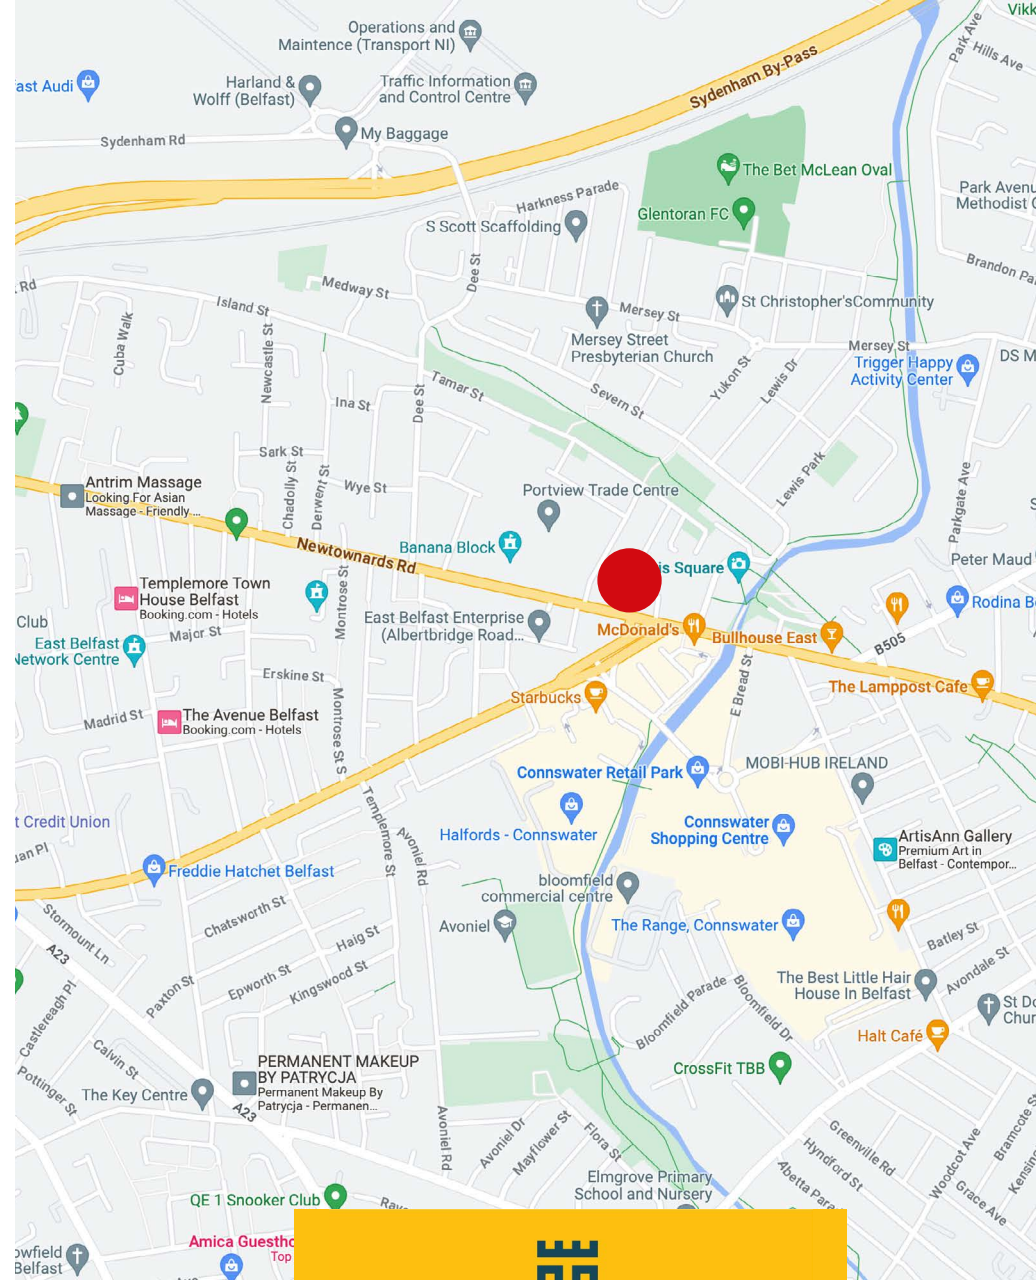 Vikk
Operations and
Maintence (Transport NI)
Park Ave
Hills Ave
Sydenham By-Pass
ast Audi
Harland &
Wolff (Belfast)
Traffic Information
and Control Centre
My Baggage
Sydenham Rd
The Bet McLean Oval
Park Avenu
Methodist C
Harkness Parade
Glentoran FC
S Scott Scaffolding
Dee St
Brandon Pa
Rd
Medway St
Island St
Mersey St
St Christopher'sCommunity
Cuba Walk
Newcastle St
Mersey Street
Presbyterian Church
Mersey St
DS M
Trigger Happy
Activity Center
Yukon St
Lewis Dr
Tamar St
Severn St
Dee St
Ina St
Sark St
Chadolly St
Derwent St
Wye St
Lewis Park
Parkgate Ave
Antrim Massage
Looking For Asian
Massage - Friendly ...
Portview Trade Centre
Newtownards Rd
Banana Block
is Square
Peter Maud
Templemore Town
House Belfast
Booking.com - Hotels
Montrose St
Rodina B
Club
Major St
East Belfast Enterprise
(Albertbridge Road...
McDonald's
Bullhouse East
B505
East Belfast
Network Centre
Erskine St
Starbucks
E Bread St
The Lamppost Cafe
Madrid St
The Avenue Belfast
Booking.com - Hotels
Montrose St S
Connswater Retail Park
MOBI-HUB IRELAND
Templemore St
Avoniel Rd
Halfords - Connswater
Connswater
Shopping Centre
t Credit Union
uan Pl
ArtisAnn Gallery
Premium Art in
Belfast - Contempor...
Freddie Hatchet Belfast
bloomfield
commercial centre
Stormount Ln
Chatsworth St
Avoniel
The Range, Connswater
Batley St
A23
Haig St
Epworth St
Kingswood St
Paxton St
Avondale St
The Best Little Hair
House In Belfast
Bloomfield Parade
Bloomfield Dr
Castlereagh Pl
St Do
Chur
Halt Café
Calvin St
Pottinger St
PERMANENT MAKEUP
BY PATRYCJA
Permanent Makeup By
Patrycja - Permanen...
CrossFit TBB
The Key Centre
A23
Avoniel Rd
Avoniel Dr
Mayflower St
Flora St
Greenville Rd
Hyndford St
Woodcot Ave
Bramcote St
Kensin
Grace Ave
Abetta Para
Elmgrove Primary
School and Nursery
QE 1 Snooker Club
Rav
Amica Guestho
Top
owfield
Belfast